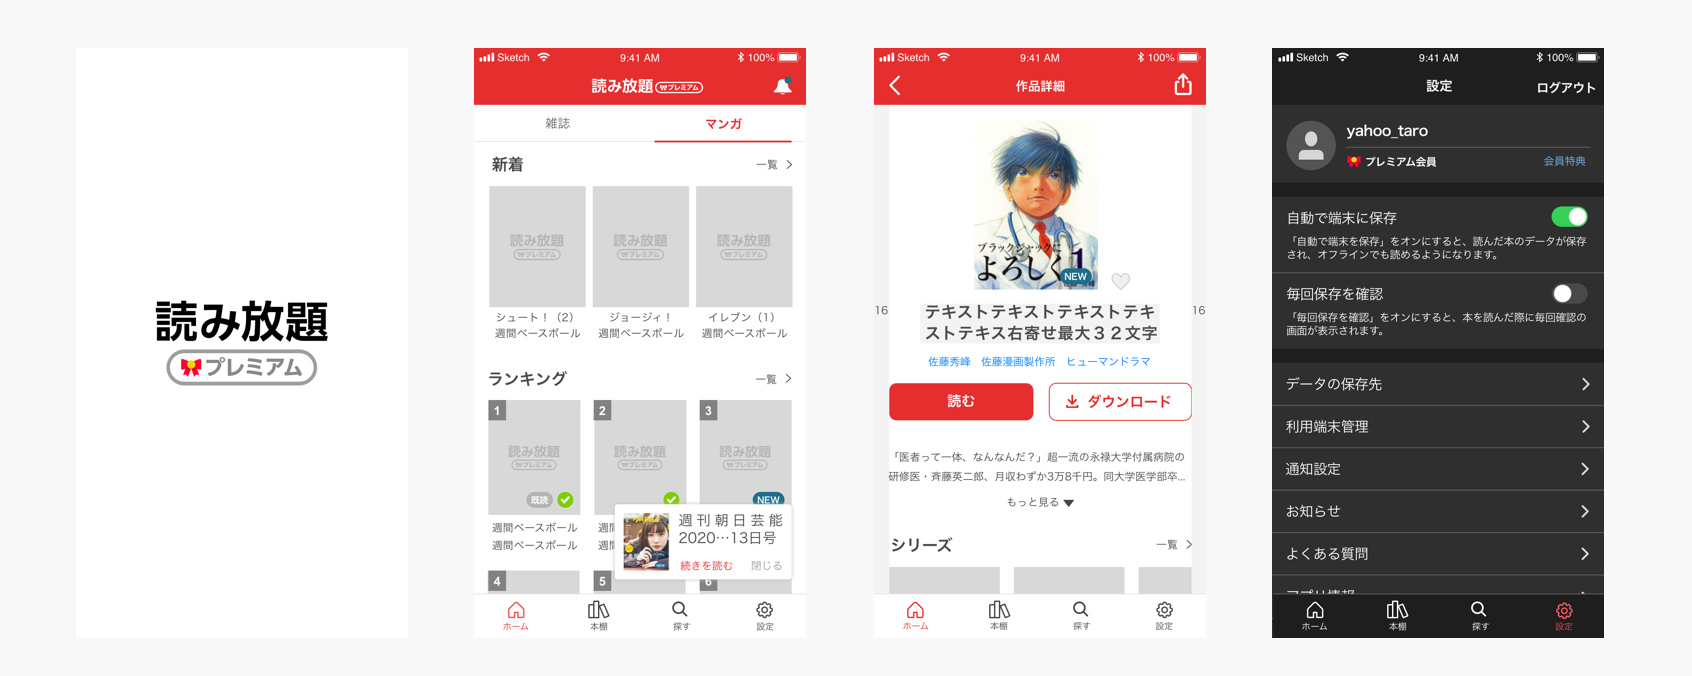 読み放題
プレミアム
Sketch
9:41 AM
100%
読み放題 プレミアム
雑誌
マンガ
新着
一覧
読み放題
プレミアム
読み放題
プレミアム
読み放題
プレミアム
シュート！（2）
週間ベースボール
ジョージィ！
週間ベースボール
イレブン（1）
週間ベースボール
ランキング
一覧
1
読み放題
プレミアム
既読
2
読み放題
プレミアム
3
読み放題
プレミアム
NEW
週間ベースボール
週間ベースボール
週間
週間
週刊朝日芸能
2020…13日号
続きを読む
閉じる
4
5
6
ホーム
本棚
探す
設定
Sketch
9:41 AM
100%
作品詳細
ブラックジャックに
よろしく
1
NEW
16
16
テキストテキストテキストテキ
ストテキス右寄せ最大３２文字
佐藤秀峰 佐藤漫画製作所 ヒューマンドラマ
読む
ダウンロード
「医者って一体、なんなんだ？」超一流の永禄大学付属病院の
研修医・斉藤英二郎、月収わずか3万8千円。同大学医学部卒...
もっと見る
シリーズ
一覧
ホーム
本棚
探す
設定
Sketch
9:41 AM
100%
設定
ログアウト
yahoo_taro
プレミアム会員
会員特典
自動で端末に保存
「自動で端末を保存」をオンにすると、読んだ本のデータが保存
され、オフラインでも読めるようになります。
毎回保存を確認
「毎回保存を確認」をオンにすると、本を読んだ際に毎回確認の
画面が表示されます。
データの保存先
利用端末管理
通知設定
お知らせ
よくある質問
アプリ情報
ホーム
本棚
探す
設定